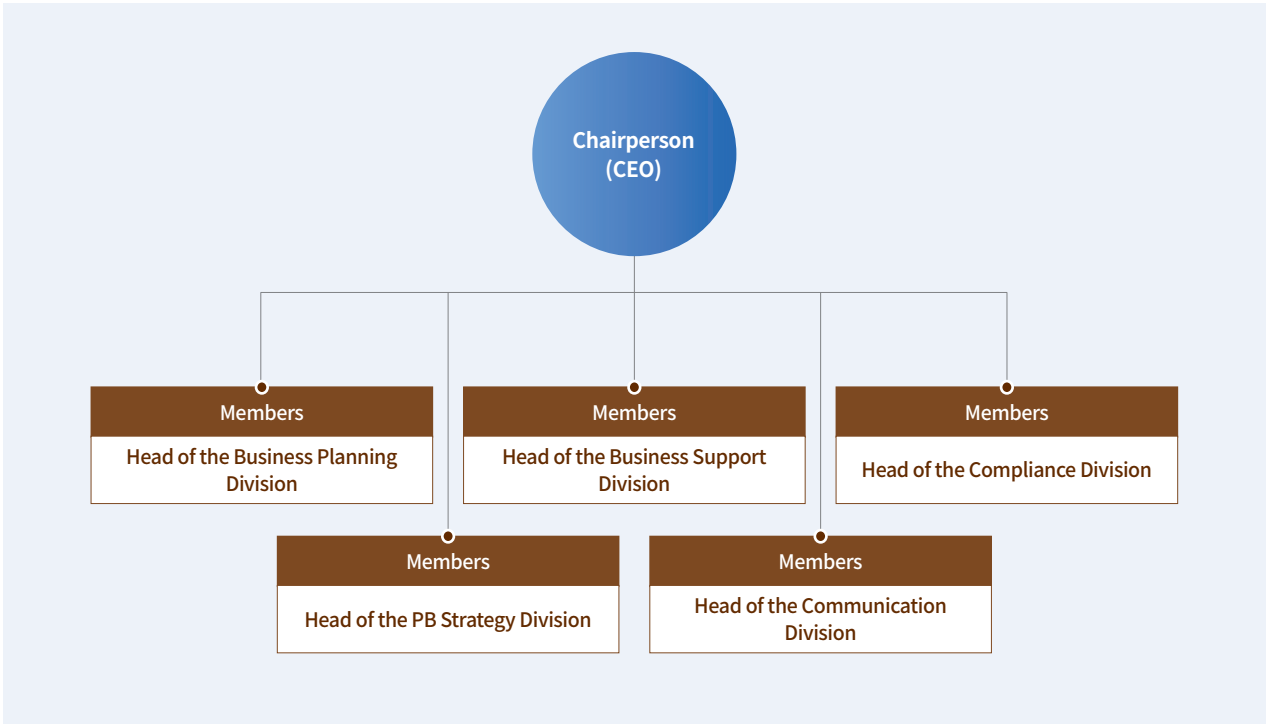 Chairperson
(CEO)
Members
Head of the Business Planning
Division
Members
Head of the Business Support
Division
Members
Head of the Compliance Division
Members
Head of the PB Strategy Division
Members
Head of the Communication
Division